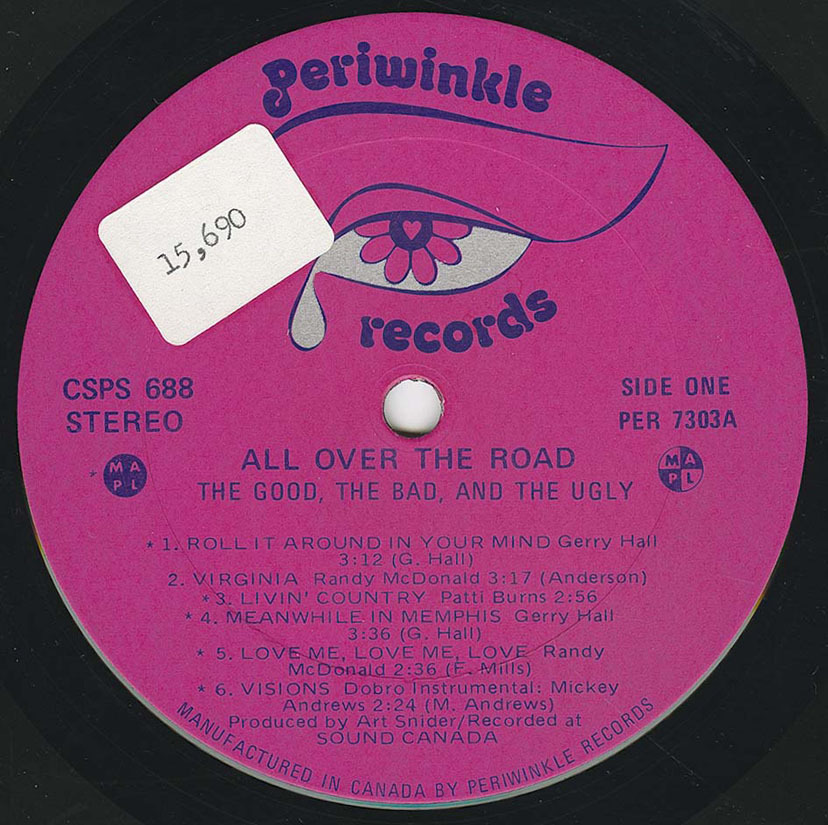 periwinkle
15,690
records
CSPS 688
STEREO
SIDE ONE
PER 7303A
ALL OVER THE ROAD
THE GOOD, THE BAD, AND THE UGLY
* MA
PL
MA
PL
* 1. ROLL IT AROUND IN YOUR MIND Gerry Hall
3:12 (G. Hall)
2. VIRGINIA Randy McDonald 3:17 (Anderson)
* 3. LIVIN' COUNTRY Patti Burns 2:56
* 4. MEANWHILE IN MEMPHIS Gerry Hall
3:36 (G. Hall)
* 5. LOVE ME, LOVE ME, LOVE Randy
McDonald 2:36 (F. Mills)
* 6. VISIONS Dobro Instrumental: Mickey
Andrews 2:24 (M. Andrews)
Produced by Art Snider/Recorded at
SOUND CANADA
MANUFACTURED IN CANADA BY PERIWINKLE RECORDS